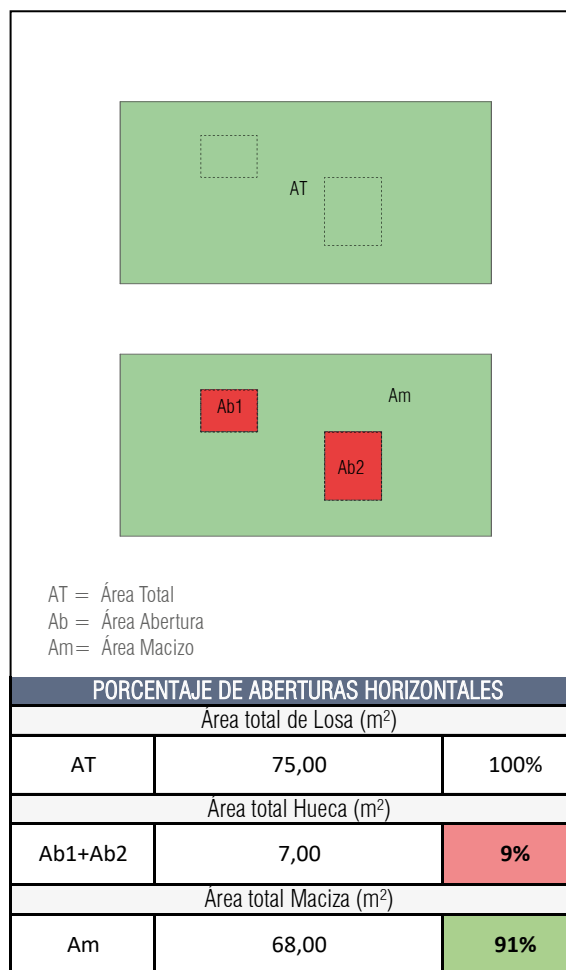 AT
Ab1
Am
Ab2
AT = Área Total
Ab = Área Abertura
Am= Área Macizo
PORCENTAJE DE ABERTURAS HORIZONTALES
Área total de Losa (m²)
AT 75,00 100%
Área total Hueca (m²)
Ab1+Ab2 7,00 9%
Área total Maciza (m²)
Am 68,00 91%